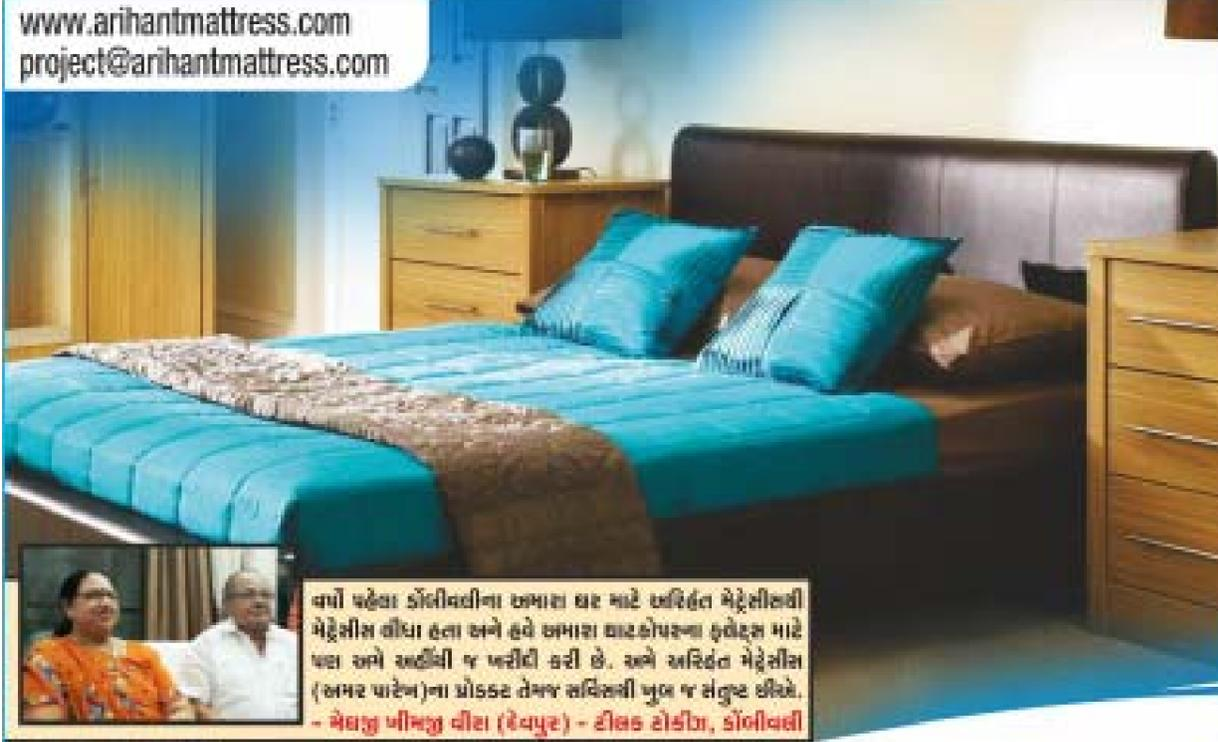 www.arihantmattress.com
project@arihantmattress.com
વર્ષો પહેલા ડોંબીવલીના અમારા ઘર માટે અરિહંત મેટ્રેસીસથી
મેટ્રેસીસ લીધા હતા અને હવે અમારા ઘાટકોપરના ફ્લેટ્સ માટે
પણ અમે અહીંથી જ ખરીદી કરી છે. અમે અરિહંત મેટ્રેસીસ
(અમર પારેખ)ના પ્રોડક્ટ તેમજ સર્વિસથી ખુબ જ સંતુષ્ટ છીએ.
- મેઘજી ખીમજી વીરા (દેવપુર) - ટીલક ટોકીઝ, ડોંબીવલી